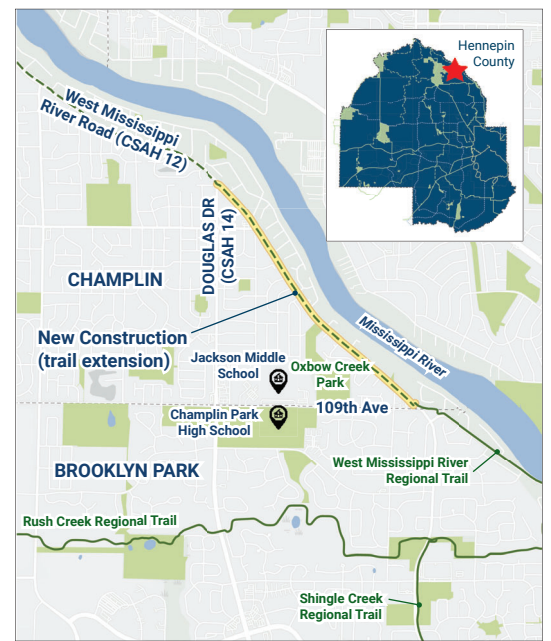 Hennepin
County
West Mississippi
River Road (CSAH 12)
DOUGLAS DR
(CSAH 14)
CHAMPLIN
New Construction
(trail extension)
Mississippi River
Jackson Middle
School
Oxbow Creek
Park
Champlin Park
High School
109th Ave
BROOKLYN PARK
West Mississippi River
Regional Trail
Rush Creek Regional Trail
Shingle Creek
Regional Trail